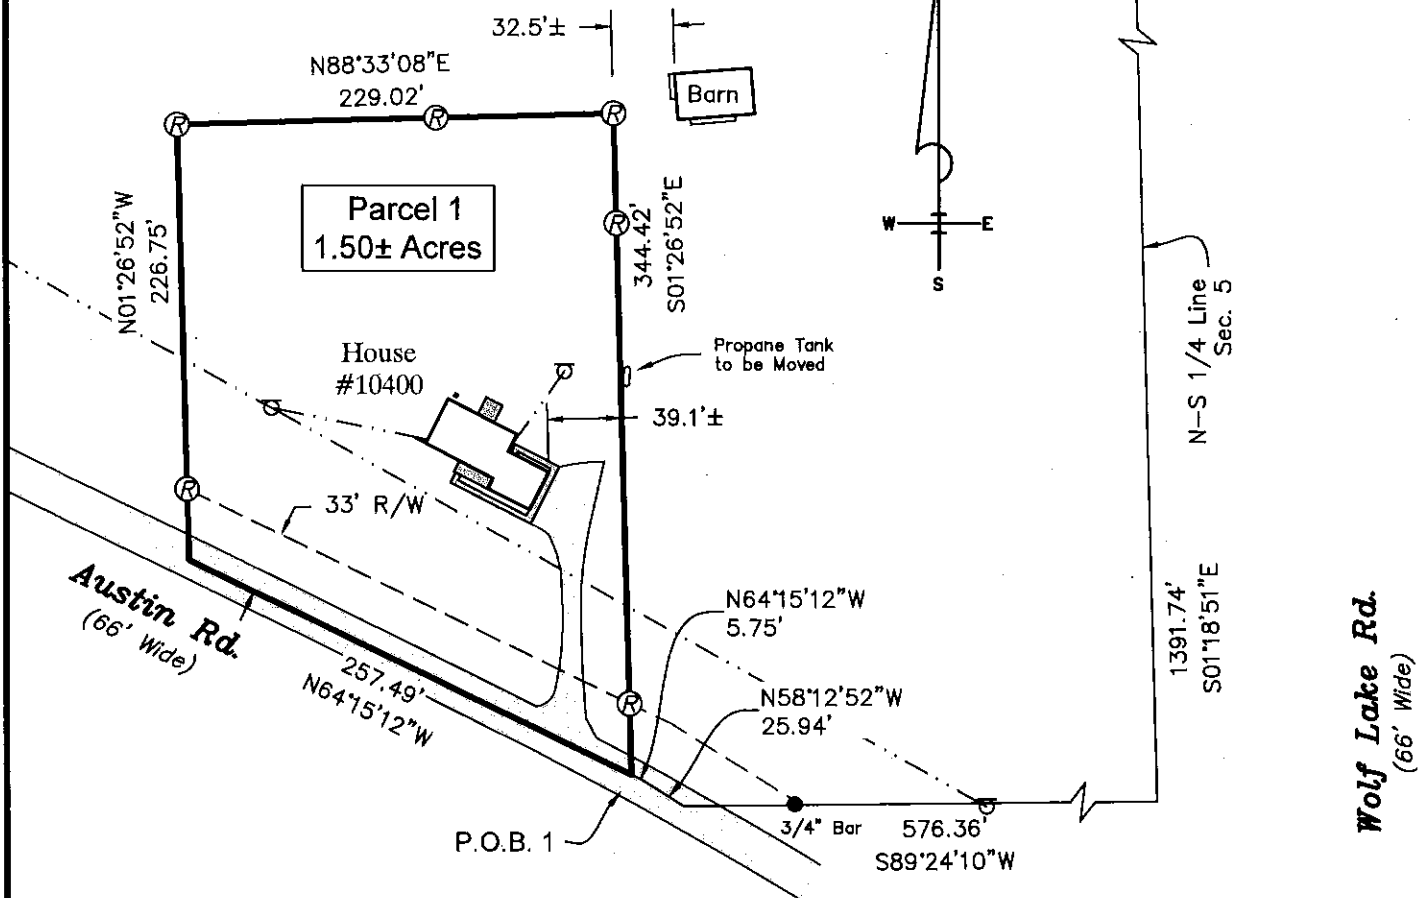 32.5'±
N88°33'08"E
229.02'
R
R
R
Barn
Parcel 1
1.50± Acres
N01°26'52"W
226.75'
R
344.42'
S01°26'52"E
W
E
S
N-S 1/4 Line
Sec. 5
House
#10400
Propane Tank
to be Moved
39.1'±
R
33' R/W
Austin Rd.
(66' Wide)
257.49'
N64°15'12"W
N64°15'12"W
5.75'
R
N58°12'52"W
25.94'
1391.74'
S01°18'51"E
Wolf Lake Rd.
(66' Wide)
P.O.B. 1
3/4" Bar
576.36'
S89°24'10"W